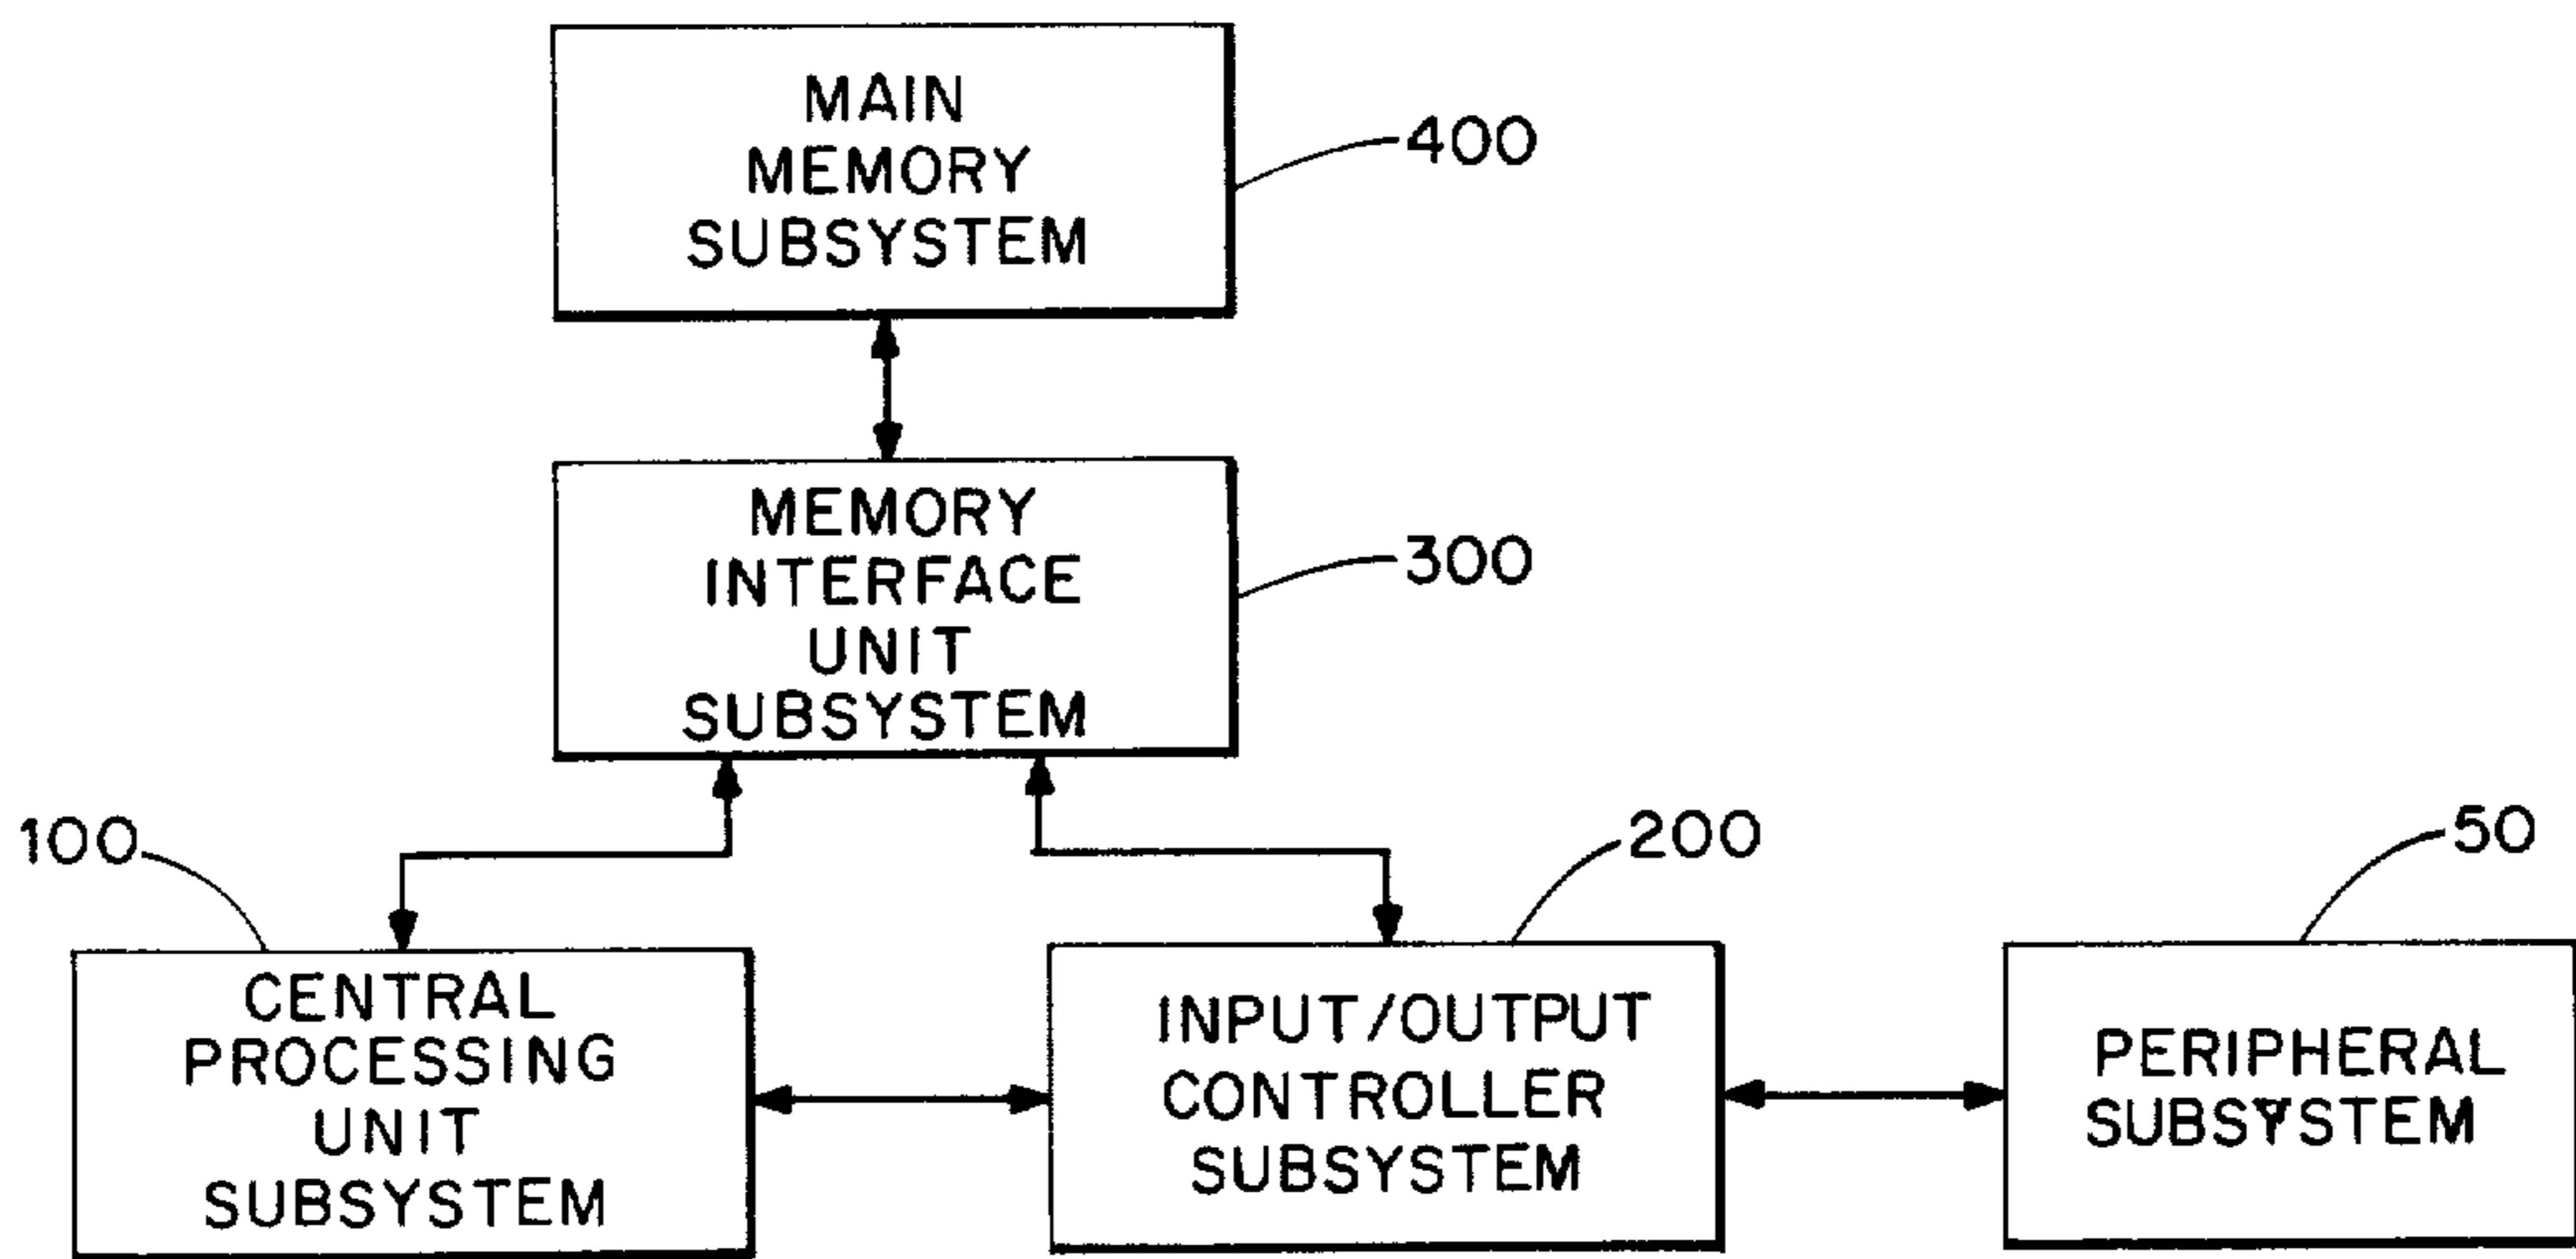 MAIN
MEMORY
SUBSYSTEM
400
MEMORY
INTERFACE
UNIT
SUBSYSTEM
300
100
200
50
CENTRAL
PROCESSING
UNIT
SUBSYSTEM
INPUT/OUTPUT
CONTROLLER
SUBSYSTEM
PERIPHERAL
SUBSYSTEM